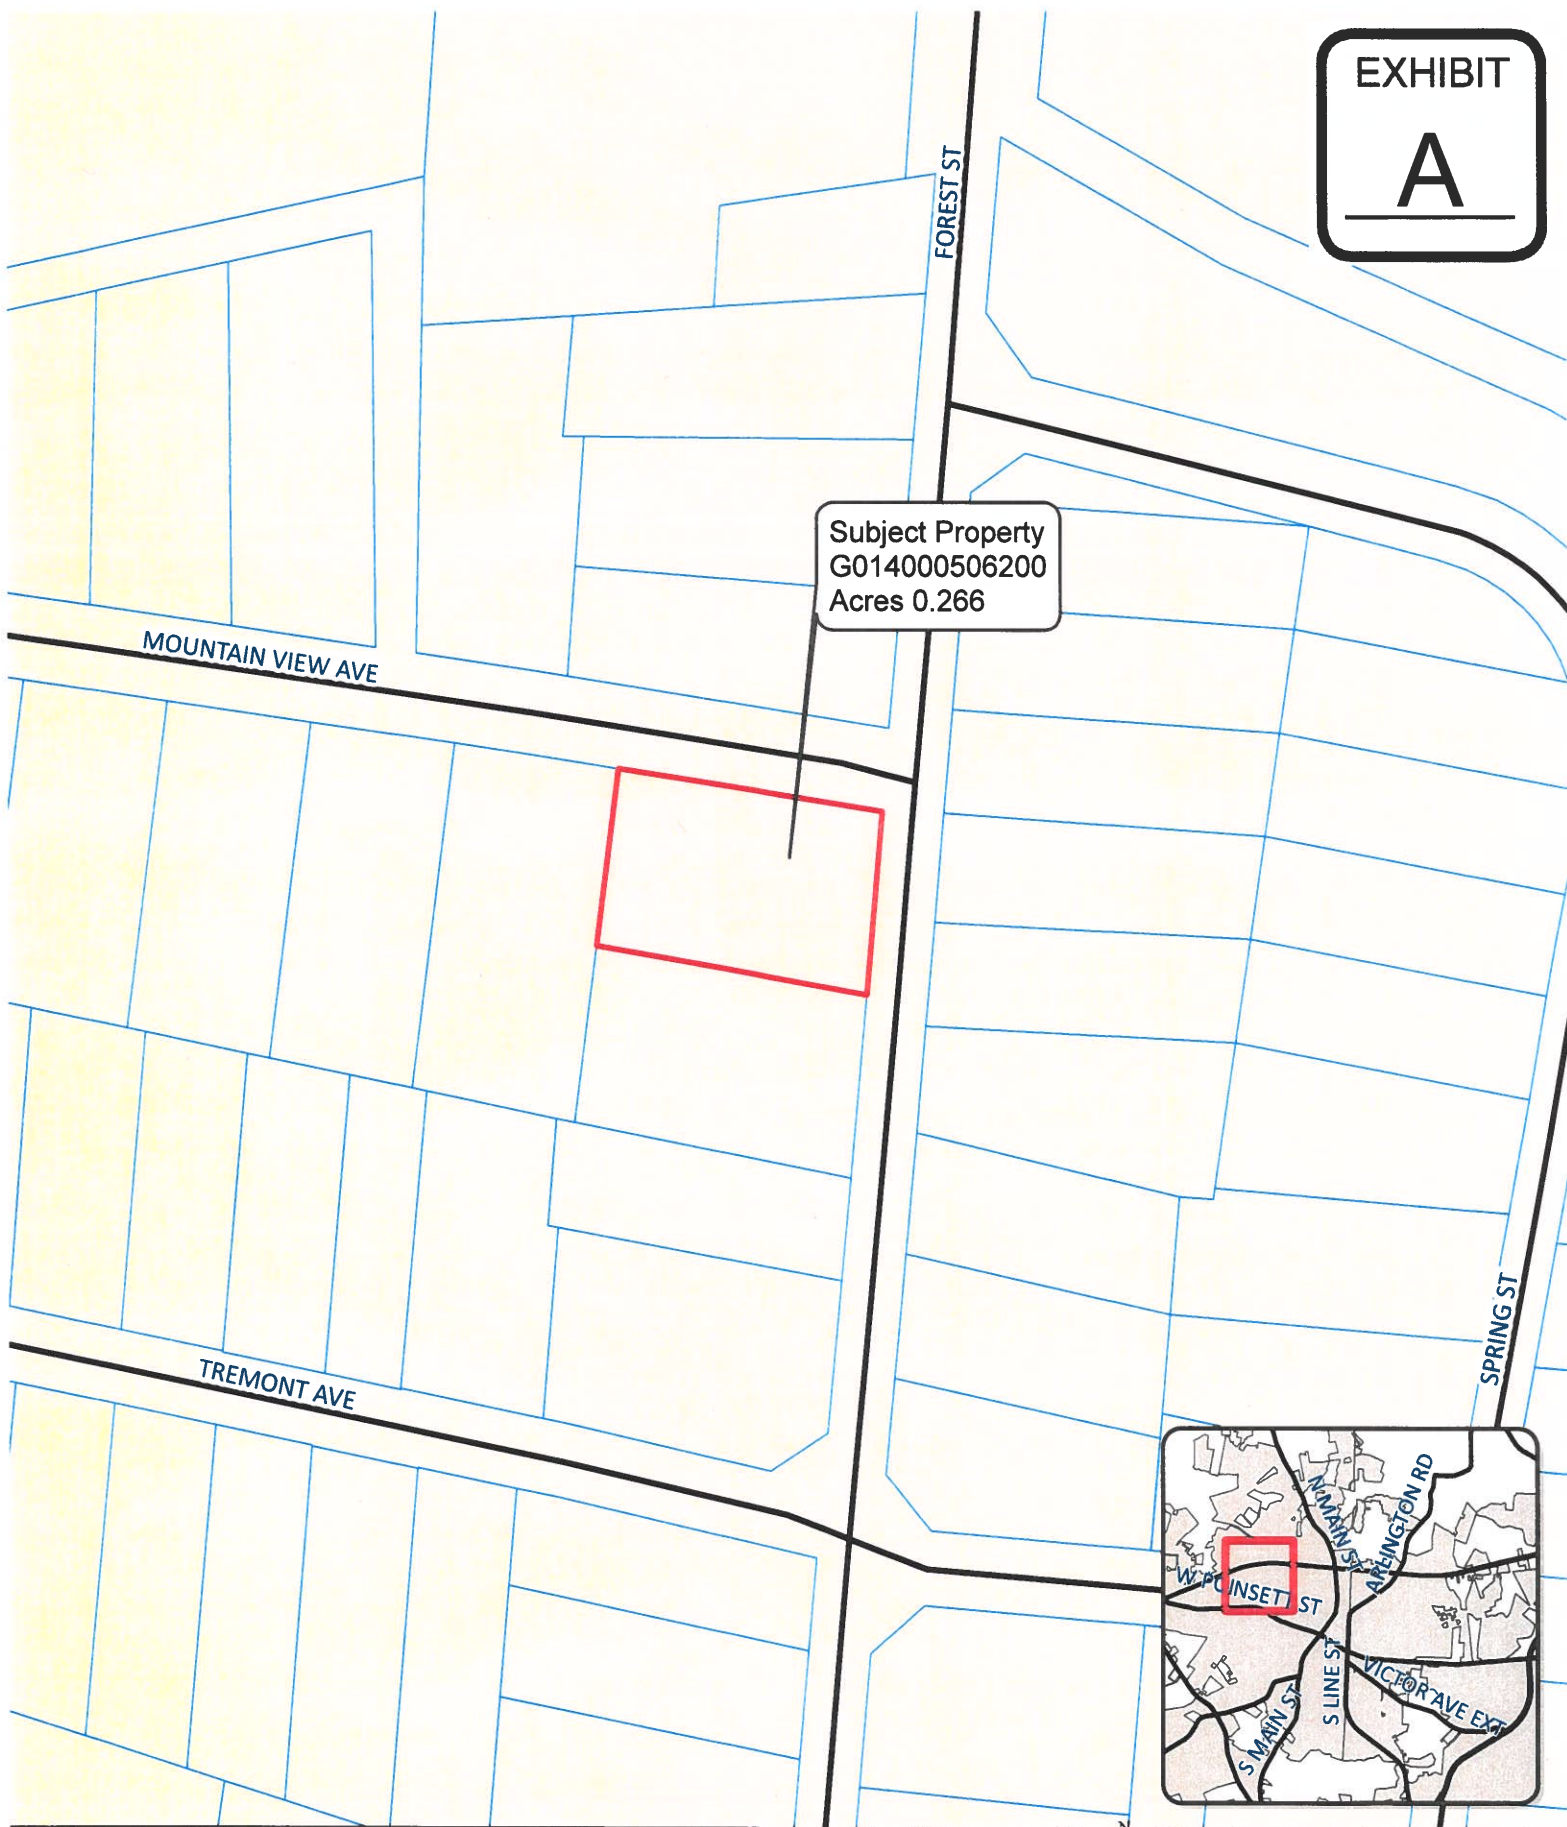 EXHIBIT
A
FOREST ST
Subject Property
G014000506200
Acres 0.266
MOUNTAIN VIEW AVE
SPRING ST
TREMONT AVE
N MAIN ST
ARLINGTON RD
W POINSETT ST
S LINE ST
VICTOR AVE EXT
S MAIN ST